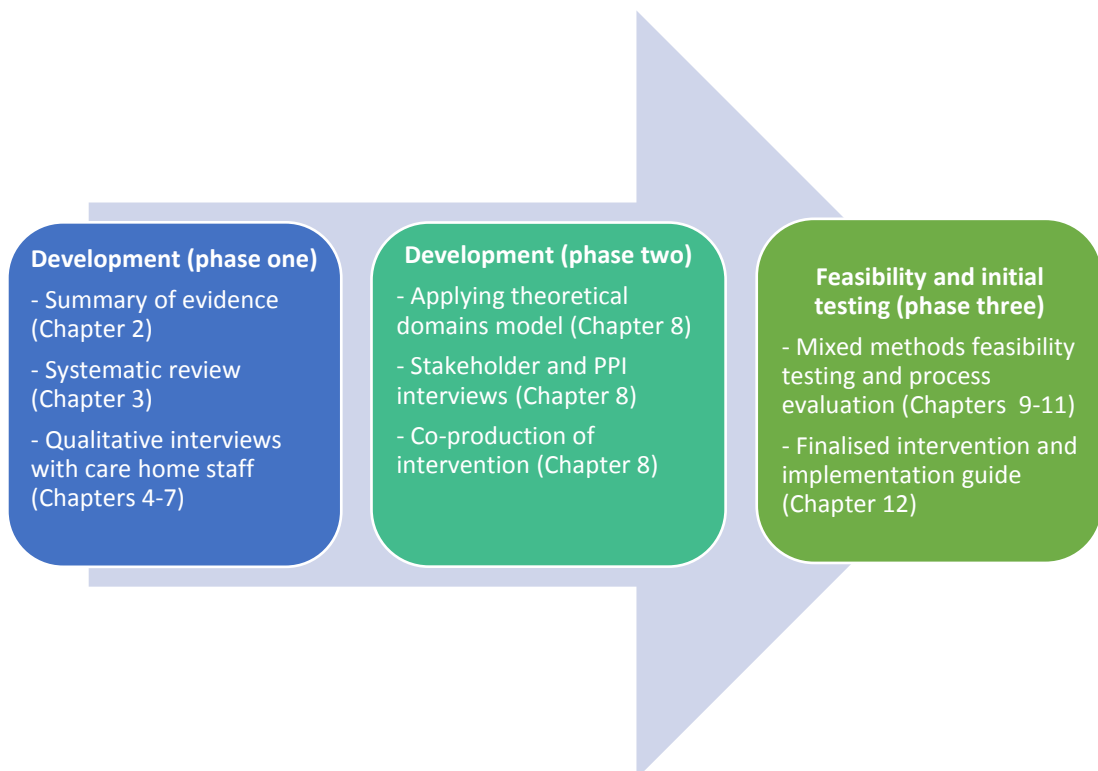 Development (phase one)
- Summary of evidence
(Chapter 2)
- Systematic review
(Chapter 3)
- Qualitative interviews
with care home staff
(Chapters 4-7)
Development (phase two)
- Applying theoretical
domains model (Chapter 8)
- Stakeholder and PPI
interviews (Chapter 8)
- Co-production of
intervention (Chapter 8)
Feasibility and initial
testing (phase three)
- Mixed methods feasibility
testing and process
evaluation (Chapters  9-11)
- Finalised intervention and
implementation guide
(Chapter 12)